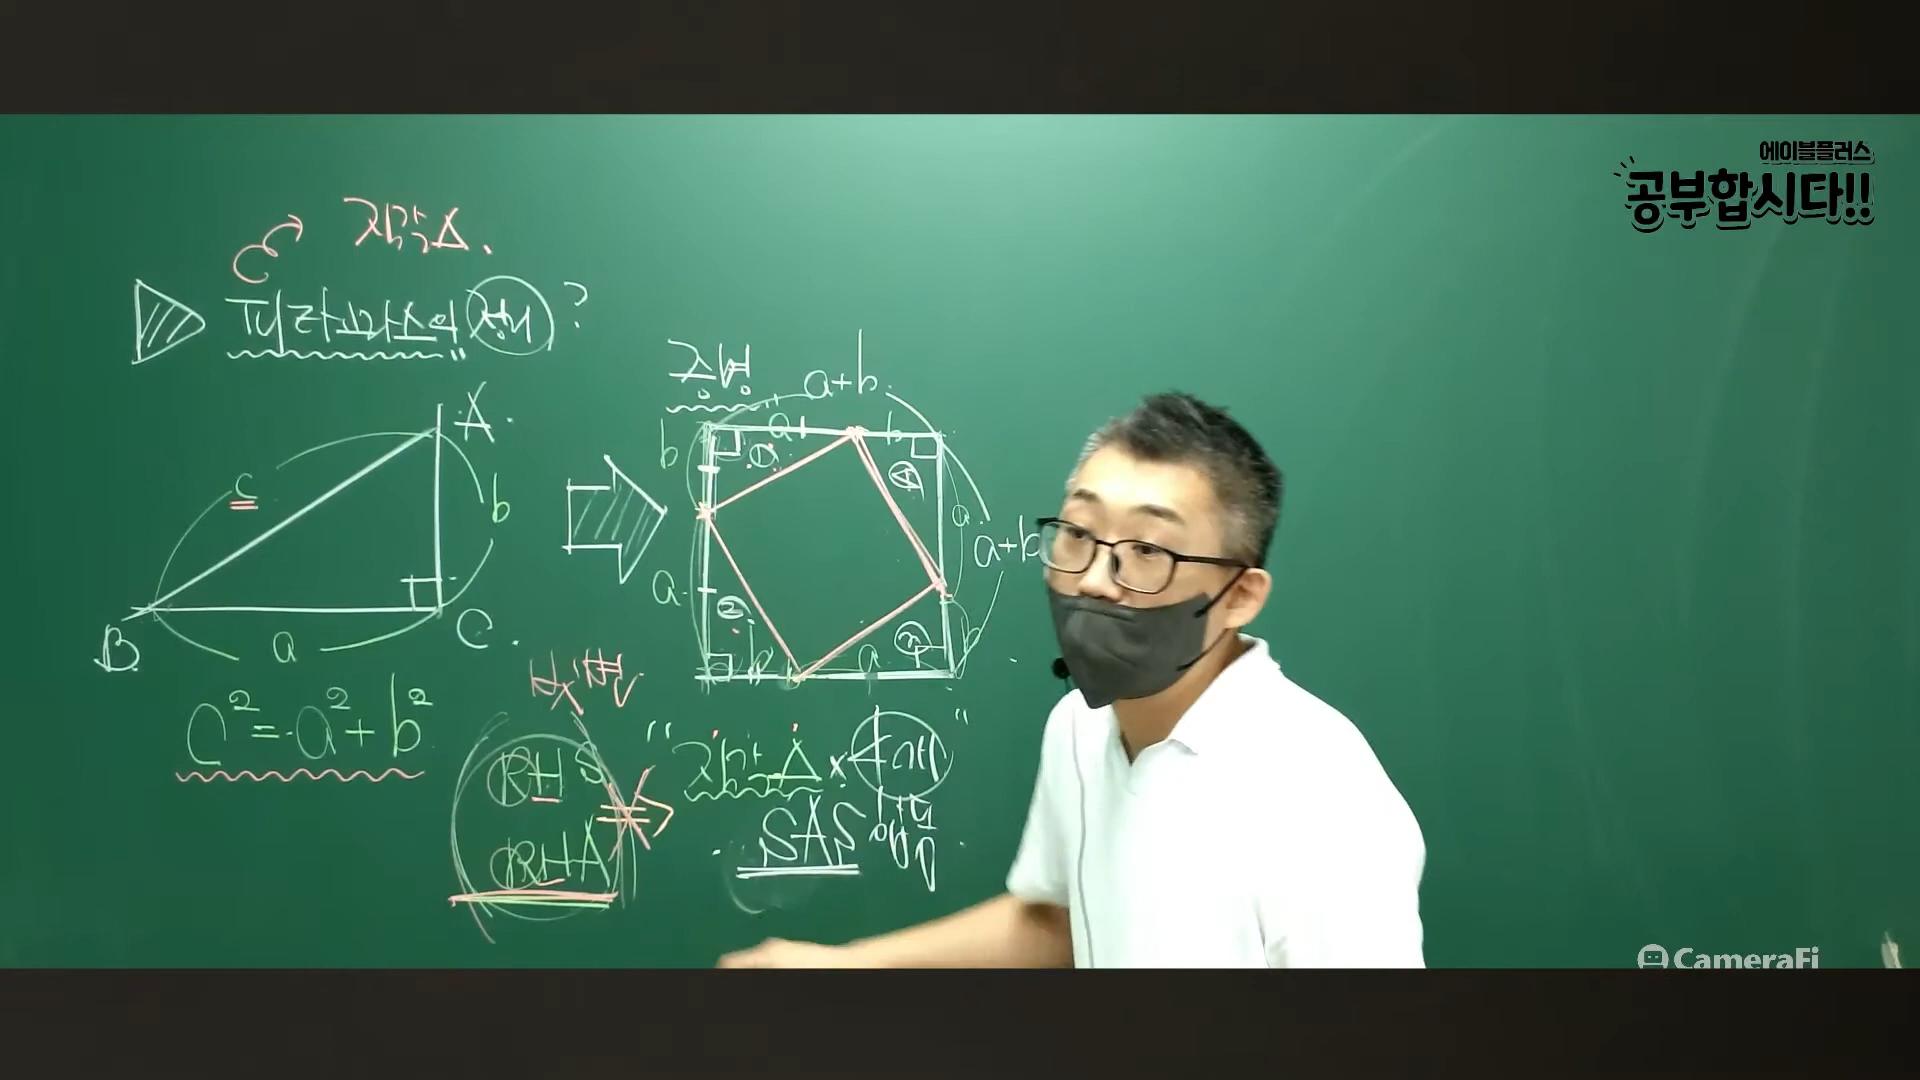 에이블플러스
공부합시다!!
직각△.
피타고라스의 정리?
증명
a+b
a b
b
a
a
b
b a
a+b
① ② ③ ④
A
c
b
B
a
C
c²=a²+b²
RHS
RHA
"직각△×4개"
SAS 합동
CameraFi